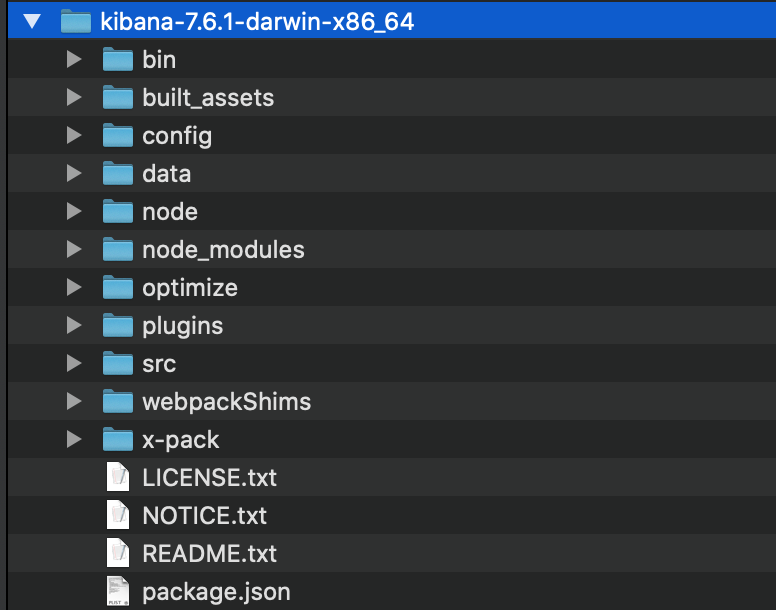 kibana-7.6.1-darwin-x86_64
bin
built_assets
config
data
node
node_modules
optimize
plugins
src
webpackShims
x-pack
LICENSE.txt
NOTICE.txt
README.txt
package.json